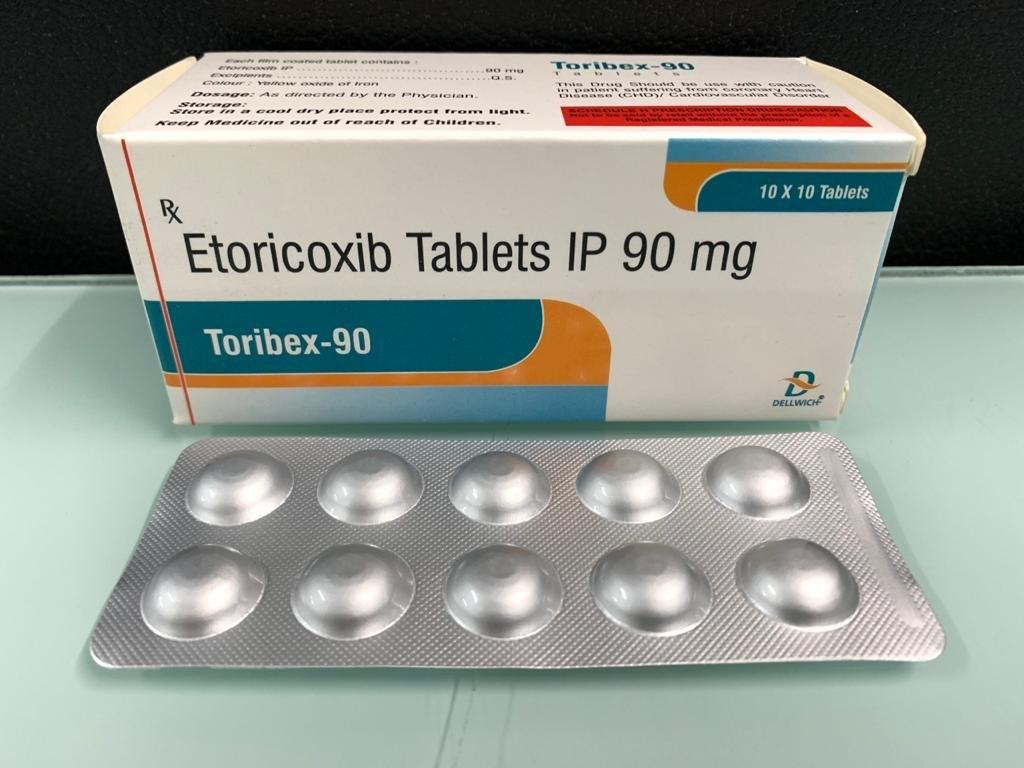 Each film coated tablet contains :
Etoricoxib IP ........................................90 mg
Excipients ................................................Q.S.
Colour : Yellow oxide of Iron
Dosage: As directed by the Physician.
Storage:
Store in a cool dry place protect from light.
Keep Medicine out of reach of Children.
Toribex-90
Tablets
This Drug Should be use with caution
in patient suffering from coronary Heart
Disease (CHD)/ Cardiovascular Disorder
SCHEDULE H PRESCRIPTION DRUG-CAUTION
Not to be sold by retail without the prescription of a
Registered Medical Practitioner.
10 X 10 Tablets
Rx
Etoricoxib Tablets IP 90 mg
Toribex-90
D
DELLWICH®